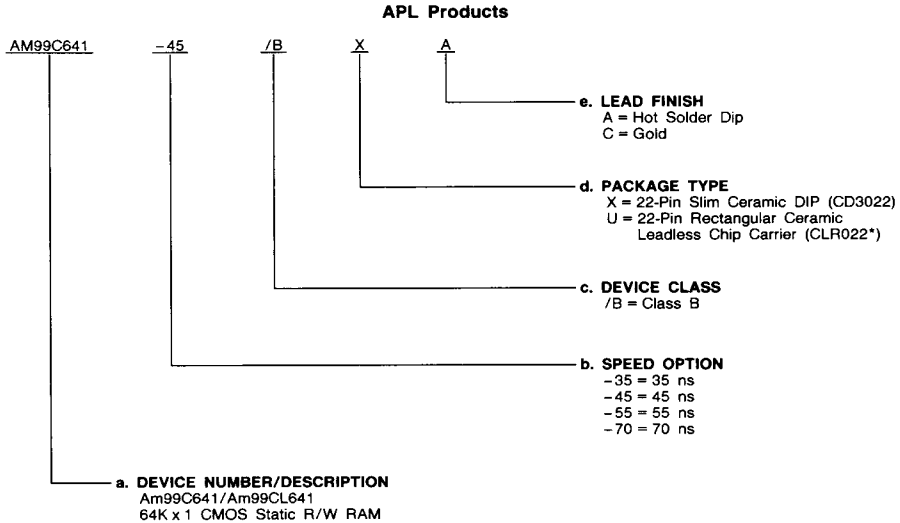 APL Products
AM99C641 -45 /B X A
e. LEAD FINISH
A = Hot Solder Dip
C = Gold
d. PACKAGE TYPE
X = 22-Pin Slim Ceramic DIP (CD3022)
U = 22-Pin Rectangular Ceramic
Leadless Chip Carrier (CLR022*)
c. DEVICE CLASS
/B = Class B
b. SPEED OPTION
-35 = 35 ns
-45 = 45 ns
-55 = 55 ns
-70 = 70 ns
a. DEVICE NUMBER/DESCRIPTION
Am99C641/Am99CL641
64K x 1 CMOS Static R/W RAM